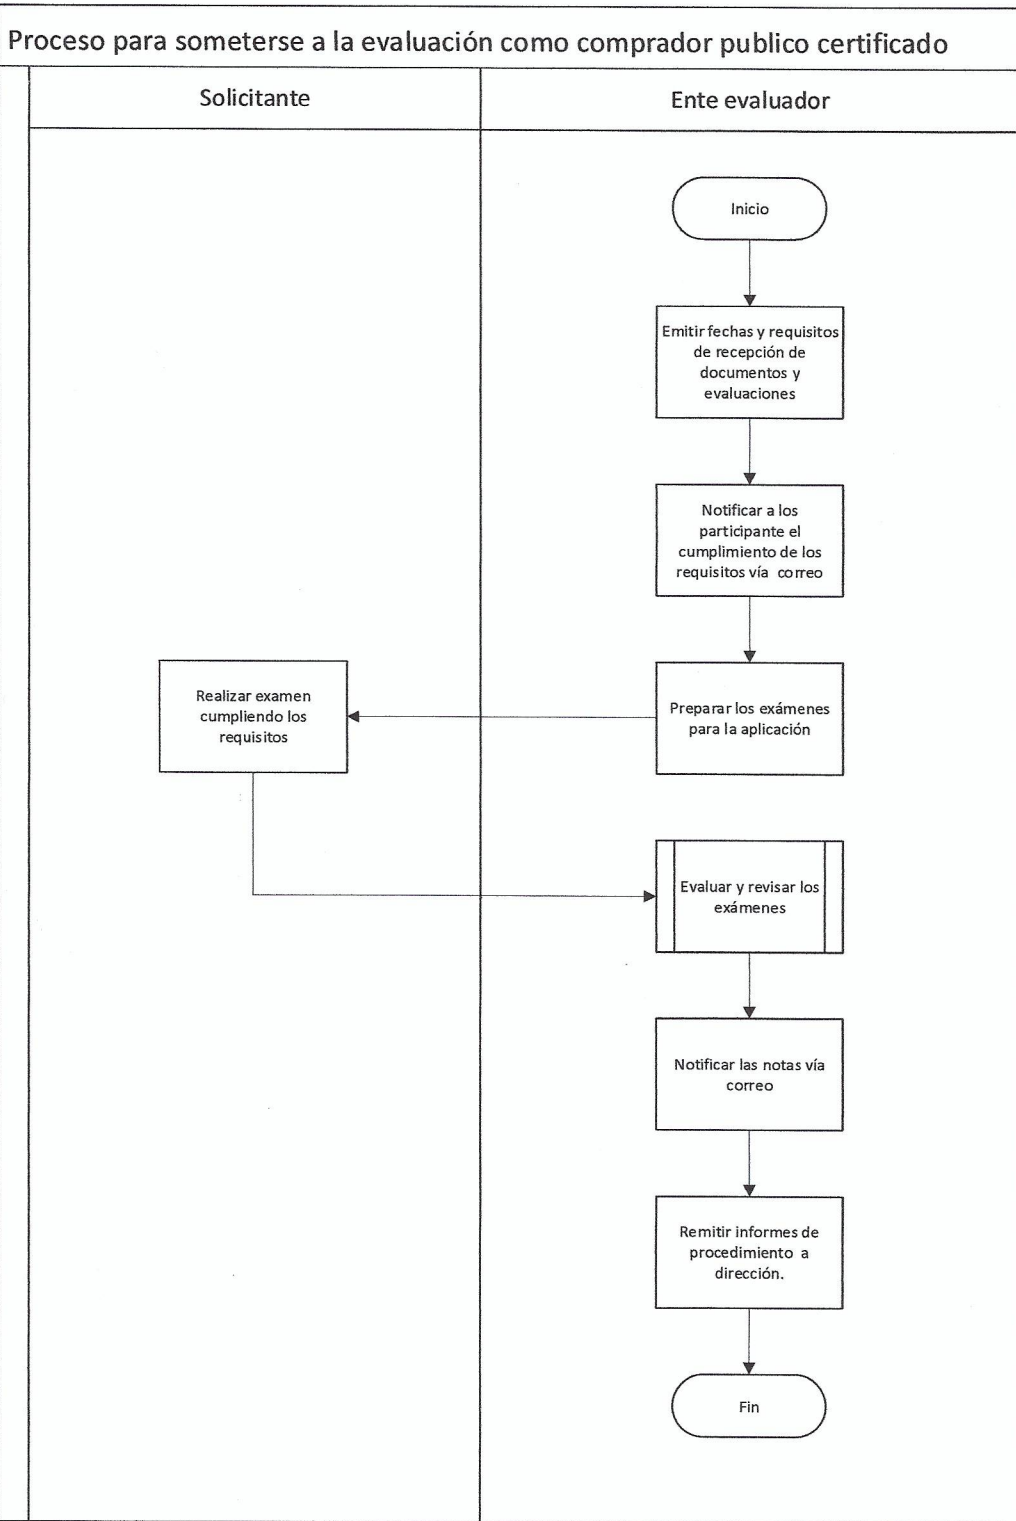 Proceso para someterse a la evaluación como comprador publico certificado
Solicitante
Ente evaluador
Inicio
Emitir fechas y requisitos
de recepción de
documentos y
evaluaciones
Notificar a los
participante el
cumplimiento de los
requisitos vía correo
Preparar los exámenes
para la aplicación
Realizar examen
cumpliendo los
requisitos
Evaluar y revisar los
exámenes
Notificar las notas vía
correo
Remitir informes de
procedimiento a
dirección.
Fin